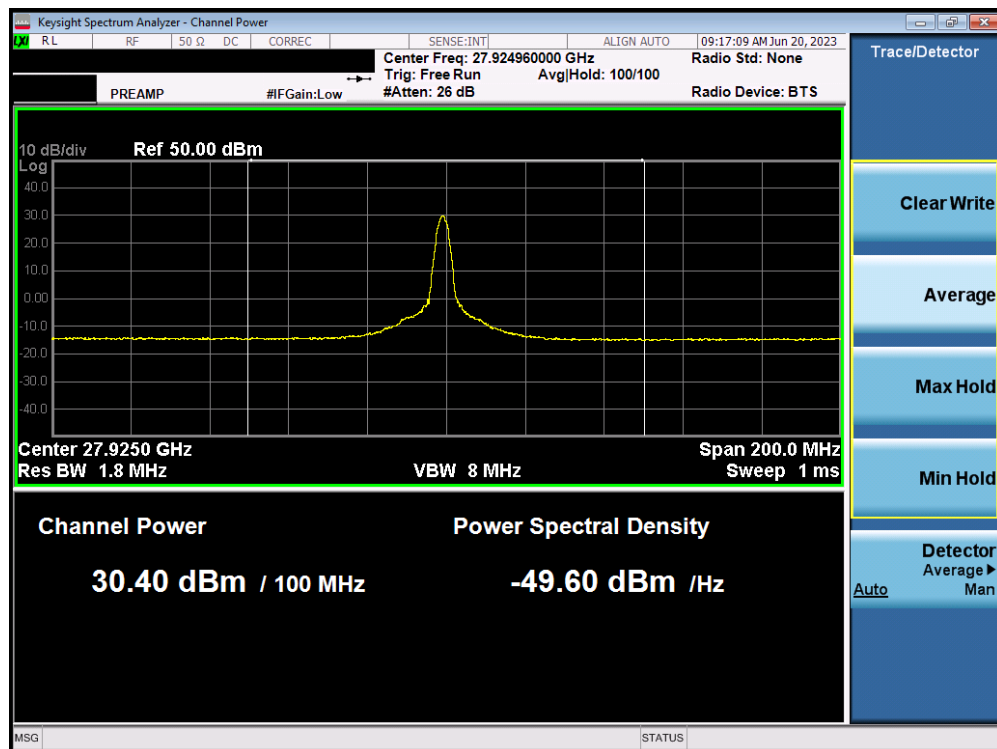 Keysight Spectrum Analyzer - Channel Power
LXI RL RF 50 Ω DC CORREC SENSE:INT ALIGN AUTO 09:17:09 AM Jun 20, 2023
Center Freq: 27.924960000 GHz Radio Std: None
Trig: Free Run Avg|Hold: 100/100
PREAMP #IFGain:Low #Atten: 26 dB Radio Device: BTS
10 dB/div Ref 50.00 dBm
Log
40.0
30.0
20.0
10.0
0.00
-10.0
-20.0
-30.0
-40.0
Center 27.9250 GHz Span 200.0 MHz
Res BW 1.8 MHz VBW 8 MHz Sweep 1 ms
Channel Power Power Spectral Density
30.40 dBm / 100 MHz -49.60 dBm /Hz
Trace/Detector
Clear Write
Average
Max Hold
Min Hold
Detector
Average▶
Auto Man
MSG STATUS